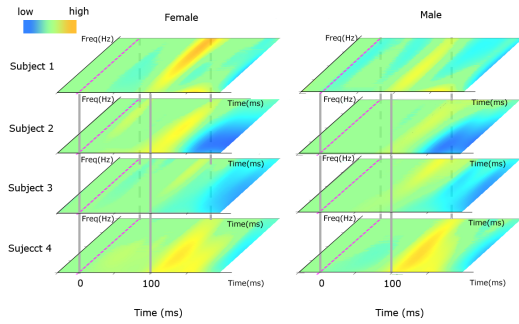 low high
Female
Male
Freq(Hz)
Freq(Hz)
Subject 1
Freq(Hz)
Time(ms)
Freq(Hz)
Time(ms)
Subject 2
Freq(Hz)
Time(ms)
Freq(Hz)
Time(ms)
Subject 3
Freq(Hz)
Time(ms)
Freq(Hz)
Time(ms)
Sujecct 4
0 100 Time(ms)
0 100 Time(ms)
Time (ms)
Time (ms)